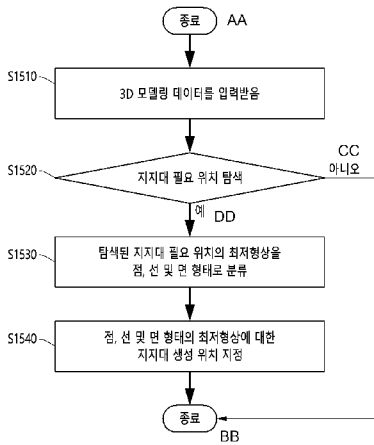 종료 AA
S1510
3D 모델링 데이터를 입력받음
S1520
지지대 필요 위치 탐색
CC
아니오
예 DD
S1530
탐색된 지지대 필요 위치의 최저형상을
점, 선 및 면 형태로 분류
S1540
점, 선 및 면 형태의 최저형상에 대한
지지대 생성 위치 지정
종료
BB